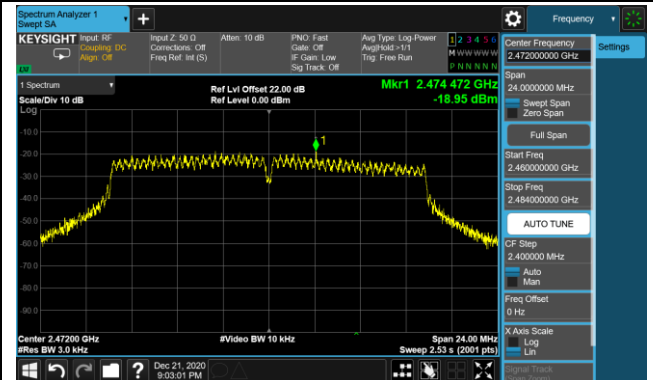 Spectrum Analyzer 1
Swept SA
Frequency
KEYSIGHT
Input: RF
Coupling: DC
Align: Off
Input Z: 50 Ω
Corrections: Off
Freq Ref: Int (S)
Atten: 10 dB
PNO: Fast
Gate: Off
IF Gain: Low
Sig Track: Off
Avg Type: Log-Power
Avg|Hold:>1/1
Trig: Free Run
1 2 3 4 5 6
M W W W W W
P N N N N N
1 Spectrum
Scale/Div 10 dB
Log
Ref Lvl Offset 22.00 dB
Ref Level 0.00 dBm
Mkr1 2.474 472 GHz
-18.95 dBm
1
-10.0
-20.0
-30.0
-40.0
-50.0
-60.0
-70.0
-80.0
-90.0
Center 2.47200 GHz
#Res BW 3.0 kHz
#Video BW 10 kHz
Span 24.00 MHz
Sweep 2.53 s (2001 pts)
Dec 21, 2020
9:03:01 PM
Center Frequency
2.472000000 GHz
Settings
Span
24.0000000 MHz
Swept Span
Zero Span
Full Span
Start Freq
2.460000000 GHz
Stop Freq
2.484000000 GHz
AUTO TUNE
CF Step
2.400000 MHz
Auto
Man
Freq Offset
0 Hz
X Axis Scale
Log
Lin
Signal Track
(Span Zoom)